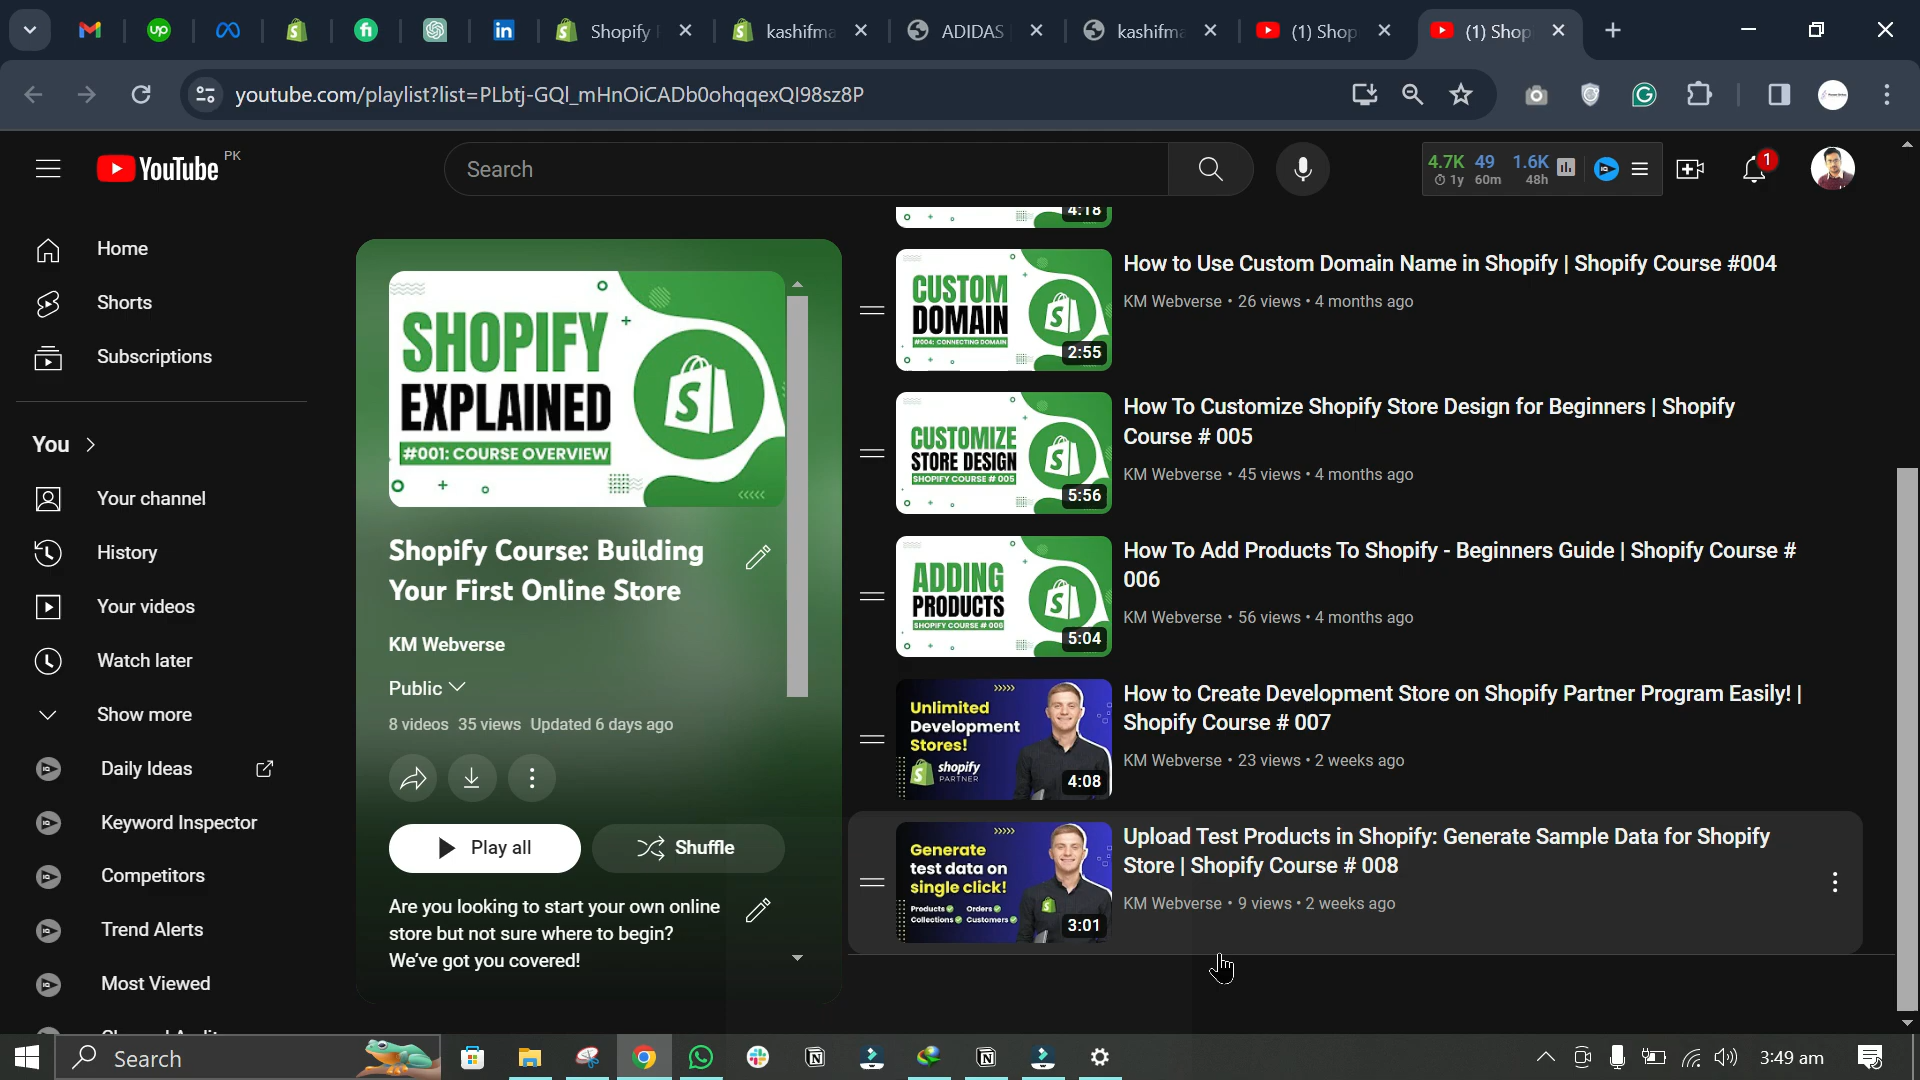 Shopify
kashifma
ADIDAS
kashifma
(1) Shop
(1) Shop
youtube.com/playlist?list=PLbtj-GQl_mHnOiCADb0ohqqexQI98sz8P
YouTube PK
Search
4.7K 49 1.6K
1y 60m 48h
1
Home
Shorts
Subscriptions
You
Your channel
History
Your videos
Watch later
Show more
Daily Ideas
Keyword Inspector
Competitors
Trend Alerts
Most Viewed
SHOPIFY
EXPLAINED
#001: COURSE OVERVIEW
Shopify Course: Building
Your First Online Store
KM Webverse
Public
8 videos 35 views Updated 6 days ago
Play all
Shuffle
Are you looking to start your own online
store but not sure where to begin?
We've got you covered!
4:18
CUSTOM
DOMAIN
#004: CONNECTING DOMAIN
2:55
How to Use Custom Domain Name in Shopify | Shopify Course #004
KM Webverse • 26 views • 4 months ago
CUSTOMIZE
STORE DESIGN
SHOPIFY COURSE # 005
5:56
How To Customize Shopify Store Design for Beginners | Shopify
Course # 005
KM Webverse • 45 views • 4 months ago
ADDING
PRODUCTS
SHOPIFY COURSE # 006
5:04
How To Add Products To Shopify - Beginners Guide | Shopify Course #
006
KM Webverse • 56 views • 4 months ago
Unlimited
Development
Stores!
shopify
PARTNER
4:08
How to Create Development Store on Shopify Partner Program Easily! |
Shopify Course # 007
KM Webverse • 23 views • 2 weeks ago
Generate
test data on
single click!
Products Orders
Collections Customers
3:01
Upload Test Products in Shopify: Generate Sample Data for Shopify
Store | Shopify Course # 008
KM Webverse • 9 views • 2 weeks ago
Search
3:49 am